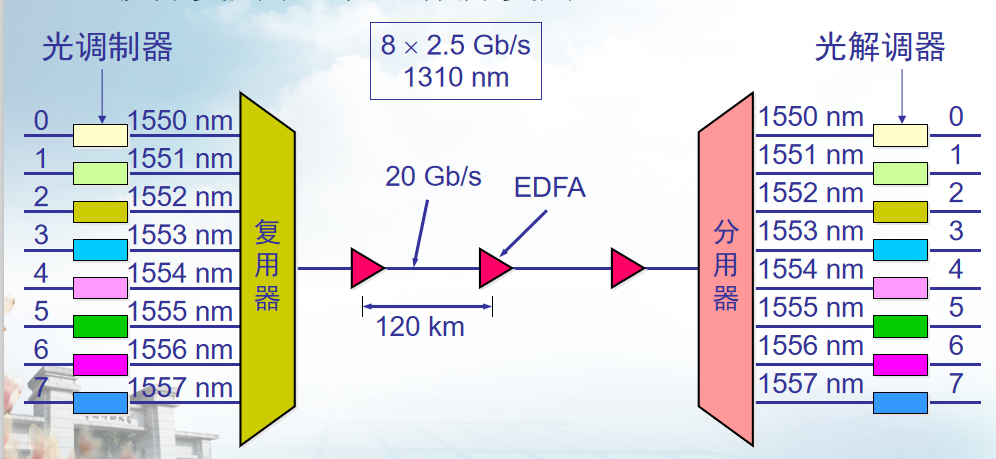 光调制器
8 × 2.5 Gb/s
1310 nm
光解调器
0 1550 nm
1 1551 nm
2 1552 nm
3 1553 nm
4 1554 nm
5 1555 nm
6 1556 nm
7 1557 nm
复用器
20 Gb/s
EDFA
120 km
分用器
1550 nm 0
1551 nm 1
1552 nm 2
1553 nm 3
1554 nm 4
1555 nm 5
1556 nm 6
1557 nm 7